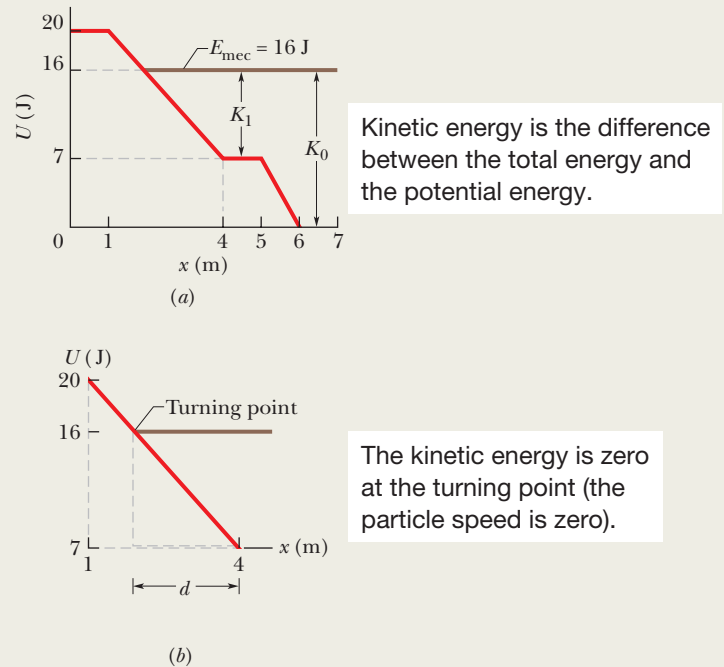 20
E_mec = 16 J
16
U (J)
K_1
K_0
7
0
1
4
5
6
7
x (m)
(a)
Kinetic energy is the difference
between the total energy and
the potential energy.
U (J)
20
Turning point
16
7
x (m)
1
4
d
(b)
The kinetic energy is zero
at the turning point (the
particle speed is zero).